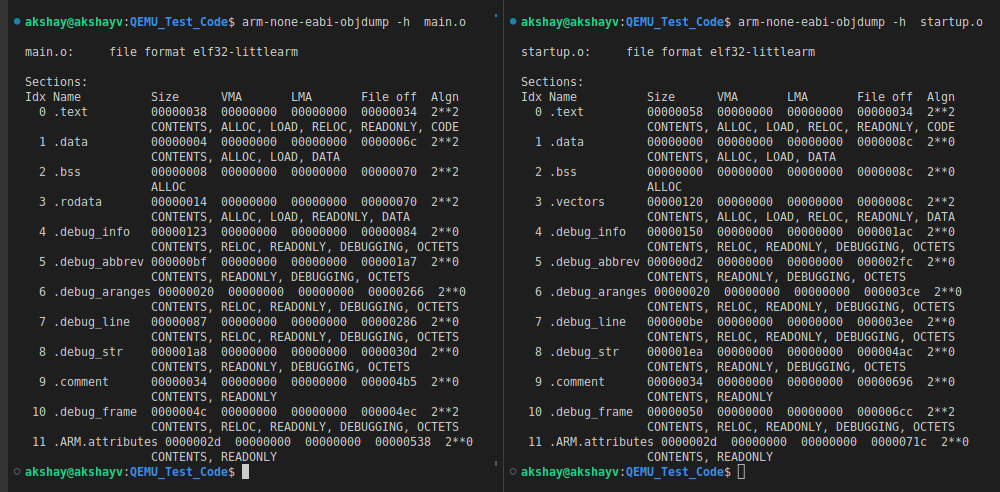 akshay@akshayv:QEMU_Test_Code$ arm-none-eabi-objdump -h  main.o

main.o:     file format elf32-littlearm

Sections:
Idx Name          Size      VMA       LMA       File off  Algn
  0 .text         00000038  00000000  00000000  00000034  2**2
                  CONTENTS, ALLOC, LOAD, RELOC, READONLY, CODE
  1 .data         00000004  00000000  00000000  0000006c  2**2
                  CONTENTS, ALLOC, LOAD, DATA
  2 .bss          00000008  00000000  00000000  00000070  2**2
                  ALLOC
  3 .rodata       00000014  00000000  00000000  00000070  2**2
                  CONTENTS, ALLOC, LOAD, READONLY, DATA
  4 .debug_info   00000123  00000000  00000000  00000084  2**0
                  CONTENTS, RELOC, READONLY, DEBUGGING, OCTETS
  5 .debug_abbrev 000000bf  00000000  00000000  000001a7  2**0
                  CONTENTS, READONLY, DEBUGGING, OCTETS
  6 .debug_aranges 00000020  00000000  00000000  00000266  2**0
                  CONTENTS, RELOC, READONLY, DEBUGGING, OCTETS
  7 .debug_line   00000087  00000000  00000000  00000286  2**0
                  CONTENTS, RELOC, READONLY, DEBUGGING, OCTETS
  8 .debug_str    000001a8  00000000  00000000  0000030d  2**0
                  CONTENTS, READONLY, DEBUGGING, OCTETS
  9 .comment      00000034  00000000  00000000  000004b5  2**0
                  CONTENTS, READONLY
 10 .debug_frame  0000004c  00000000  00000000  000004ec  2**2
                  CONTENTS, RELOC, READONLY, DEBUGGING, OCTETS
 11 .ARM.attributes 0000002d  00000000  00000000  00000538  2**0
                  CONTENTS, READONLY
akshay@akshayv:QEMU_Test_Code$
akshay@akshayv:QEMU_Test_Code$ arm-none-eabi-objdump -h  startup.o

startup.o:     file format elf32-littlearm

Sections:
Idx Name          Size      VMA       LMA       File off  Algn
  0 .text         00000058  00000000  00000000  00000034  2**2
                  CONTENTS, ALLOC, LOAD, RELOC, READONLY, CODE
  1 .data         00000000  00000000  00000000  0000008c  2**0
                  CONTENTS, ALLOC, LOAD, DATA
  2 .bss          00000000  00000000  00000000  0000008c  2**0
                  ALLOC
  3 .vectors      00000120  00000000  00000000  0000008c  2**2
                  CONTENTS, ALLOC, LOAD, RELOC, READONLY, DATA
  4 .debug_info   00000150  00000000  00000000  000001ac  2**0
                  CONTENTS, RELOC, READONLY, DEBUGGING, OCTETS
  5 .debug_abbrev 000000d2  00000000  00000000  000002fc  2**0
                  CONTENTS, READONLY, DEBUGGING, OCTETS
  6 .debug_aranges 00000020  00000000  00000000  000003ce  2**0
                  CONTENTS, RELOC, READONLY, DEBUGGING, OCTETS
  7 .debug_line   000000be  00000000  00000000  000003ee  2**0
                  CONTENTS, RELOC, READONLY, DEBUGGING, OCTETS
  8 .debug_str    000001ea  00000000  00000000  000004ac  2**0
                  CONTENTS, READONLY, DEBUGGING, OCTETS
  9 .comment      00000034  00000000  00000000  00000696  2**0
                  CONTENTS, READONLY
 10 .debug_frame  00000050  00000000  00000000  000006cc  2**2
                  CONTENTS, RELOC, READONLY, DEBUGGING, OCTETS
 11 .ARM.attributes 0000002d  00000000  00000000  0000071c  2**0
                  CONTENTS, READONLY
akshay@akshayv:QEMU_Test_Code$